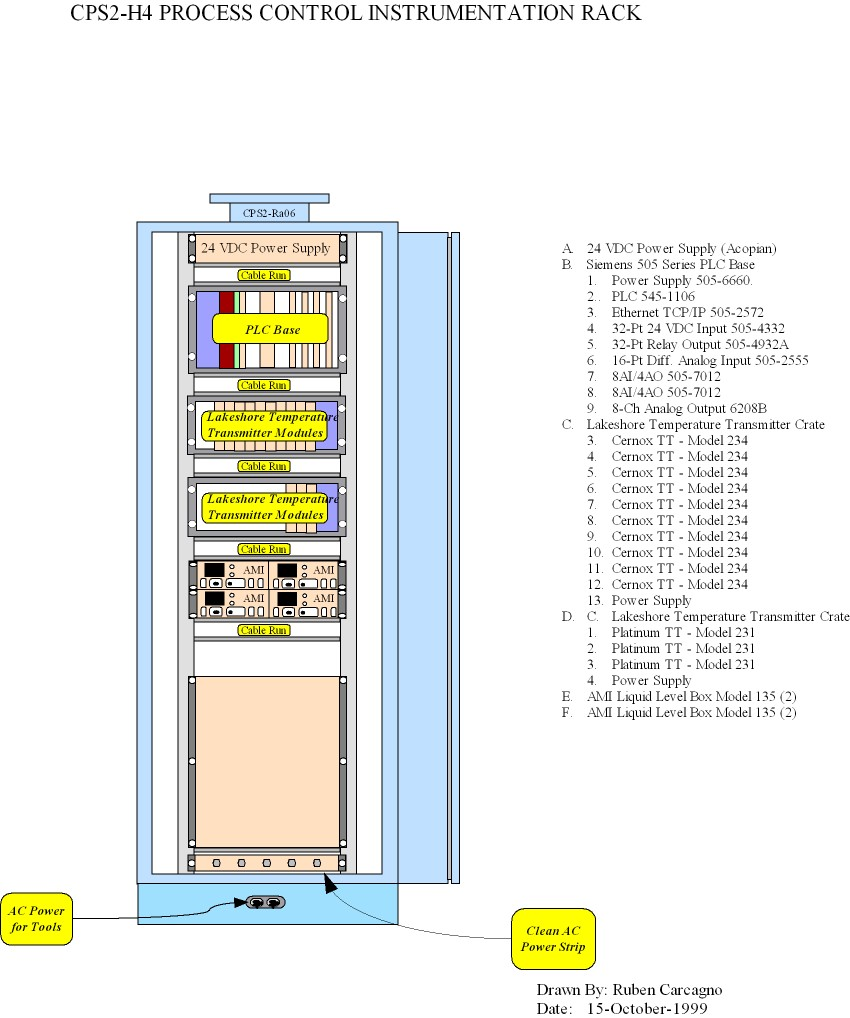 CPS2-H4 PROCESS CONTROL INSTRUMENTATION RACK
CPS2-Ra06
24 VDC Power Supply
Cable Run
PLC Base
Cable Run
Lakeshore Temperature
Transmitter Modules
Cable Run
Lakeshore Temperature
Transmitter Modules
Cable Run
AMI AMI
AMI AMI
Cable Run
A. 24 VDC Power Supply (Acopian)
B. Siemens 505 Series PLC Base
1. Power Supply 505-6660.
2.. PLC 545-1106
3. Ethernet TCP/IP 505-2572
4. 32-Pt 24 VDC Input 505-4332
5. 32-Pt Relay Output 505-4932A
6. 16-Pt Diff. Analog Input 505-2555
7. 8AI/4AO 505-7012
8. 8AI/4AO 505-7012
9. 8-Ch Analog Output 6208B
C. Lakeshore Temperature Transmitter Crate
3. Cernox TT - Model 234
4. Cernox TT - Model 234
5. Cernox TT - Model 234
6. Cernox TT - Model 234
7. Cernox TT - Model 234
8. Cernox TT - Model 234
9. Cernox TT - Model 234
10. Cernox TT - Model 234
11. Cernox TT - Model 234
12. Cernox TT - Model 234
13. Power Supply
D. C. Lakeshore Temperature Transmitter Crate
1. Platinum TT - Model 231
2. Platinum TT - Model 231
3. Platinum TT - Model 231
4. Power Supply
E. AMI Liquid Level Box Model 135 (2)
F. AMI Liquid Level Box Model 135 (2)
AC Power
for Tools
Clean AC
Power Strip
Drawn By: Ruben Carcagno
Date: 15-October-1999